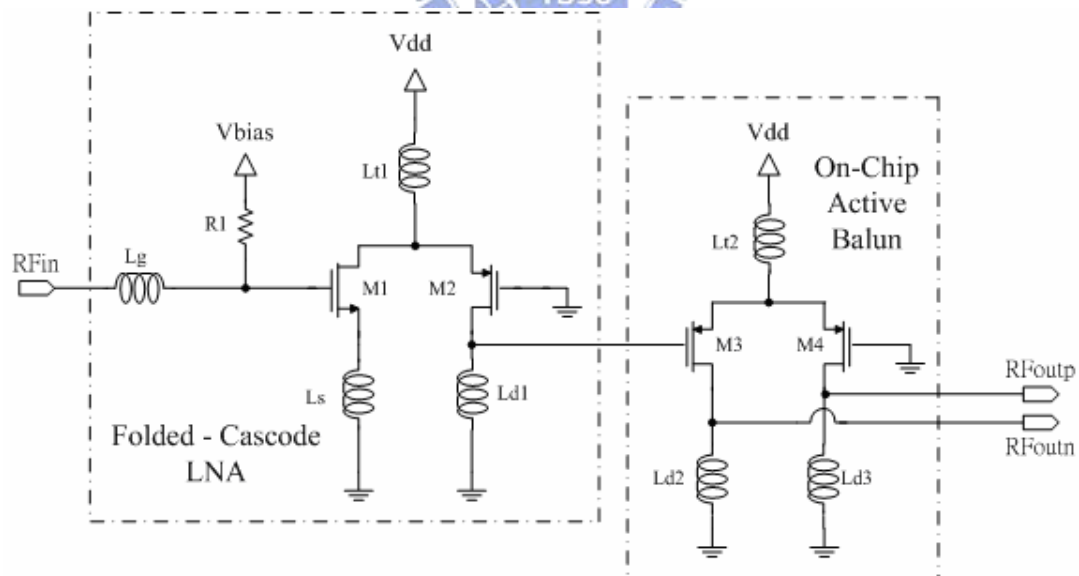 1896
Vdd
Vbias
Lt1
R1
RFin
Lg
M1
M2
Ls
Ld1
Folded - Cascode
LNA
Vdd
On-Chip
Active
Balun
Lt2
M3
M4
RFoutp
RFoutn
Ld2
Ld3